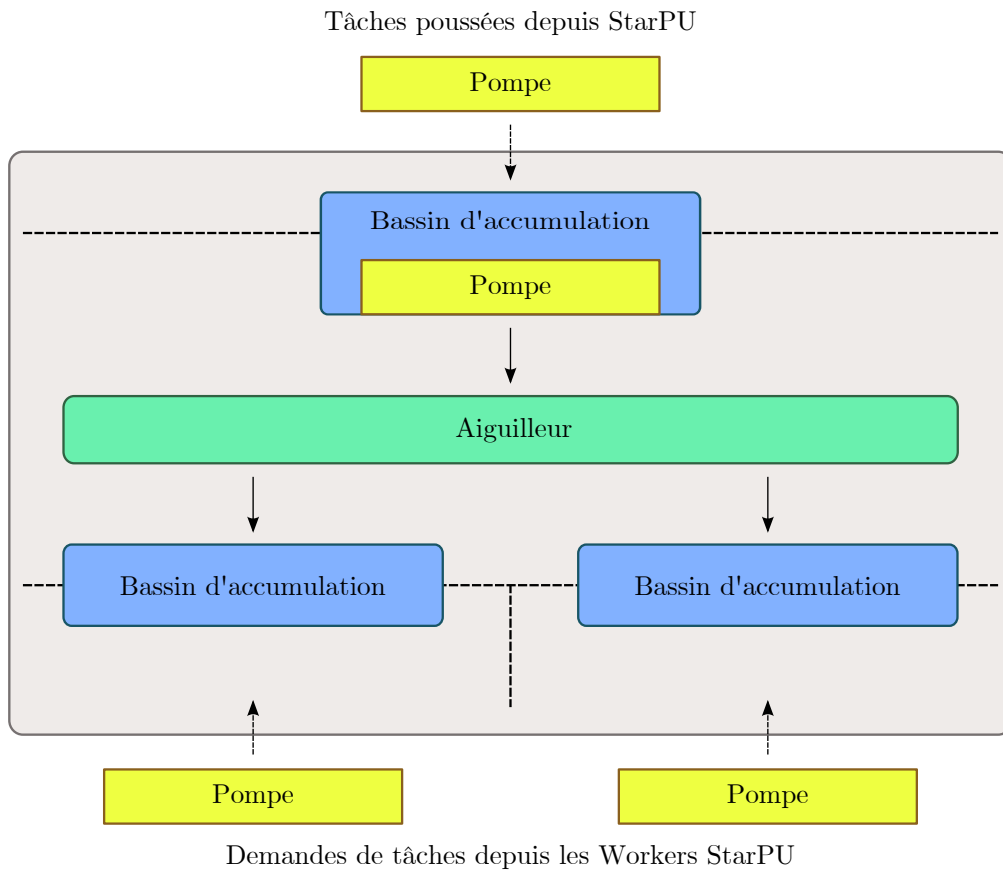 Tâches poussées depuis StarPU
Pompe
Bassin d'accumulation
Pompe
Aiguilleur
Bassin d'accumulation
Bassin d'accumulation
Pompe
Pompe
Demandes de tâches depuis les Workers StarPU